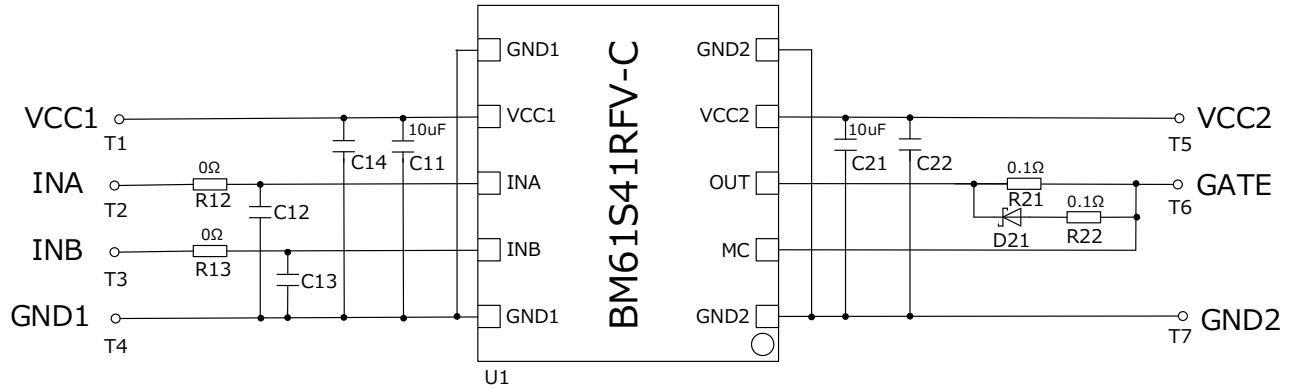 GND1
GND2
VCC1
T1
10uF
C14
C11
VCC1
VCC2
10uF
C21
C22
VCC2
T5
INA
T2
0Ω
R12
C12
INA
OUT
0.1Ω
R21
GATE
T6
D21
0.1Ω
R22
INB
T3
0Ω
R13
C13
INB
MC
GND1
T4
GND1
GND2
GND2
T7
BM61S41RFV-C
U1